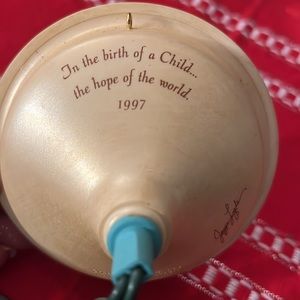 In the birth of a Child...
the hope of the world.
1997